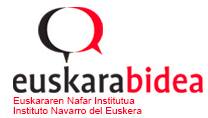 euskarabidea
Euskararen Nafar Institutua
Instituto Navarro del Euskera